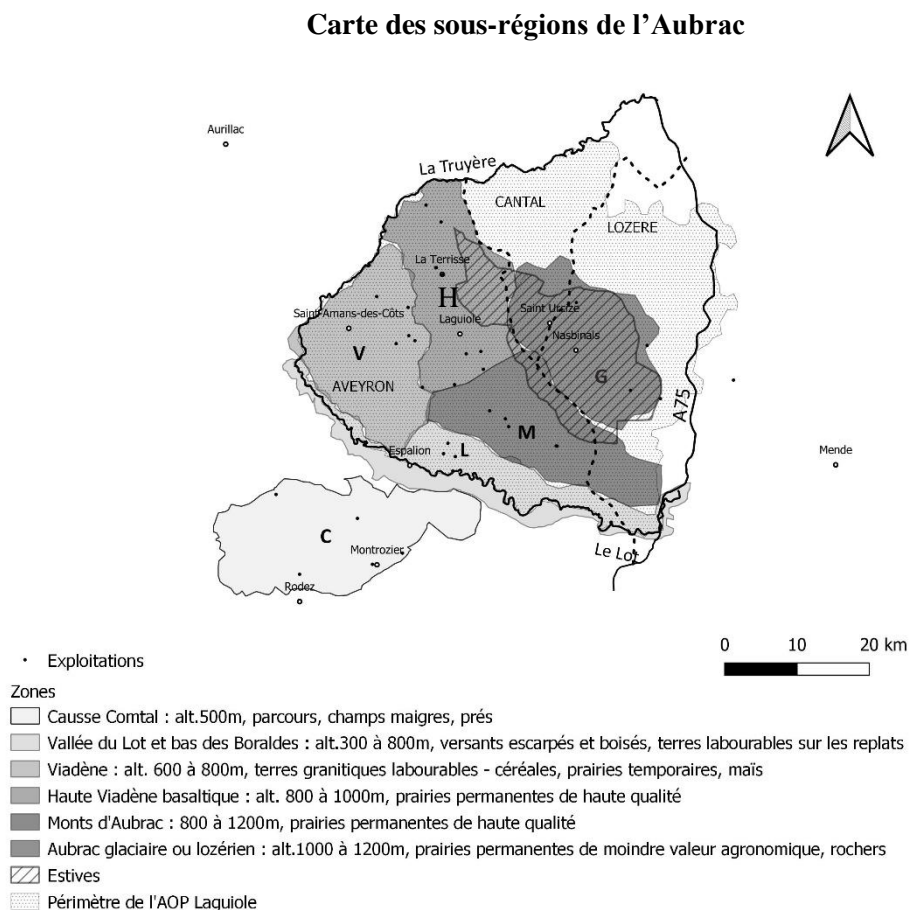 Carte des sous-régions de l'Aubrac
Aurillac
La Truyère
CANTAL
LOZERE
La Terrisse
H
Saint-Amans-des-Côts
Laguiole
Saint Urcize
Nasbinals
V
G
AVEYRON
A75
M
L
Espalion
Mende
C
Montrozier
Le Lot
Rodez
0 10 20 km
Exploitations
Zones
Causse Comtal : alt.500m, parcours, champs maigres, prés
Vallée du Lot et bas des Boraldes : alt.300 à 800m, versants escarpés et boisés, terres labourables sur les replats
Viadène : alt. 600 à 800m, terres granitiques labourables - céréales, prairies temporaires, maïs
Haute Viadène basaltique : alt. 800 à 1000m, prairies permanentes de haute qualité
Monts d'Aubrac : 800 à 1200m, prairies permanentes de haute qualité
Aubrac glaciaire ou lozérien : alt.1000 à 1200m, prairies permanentes de moindre valeur agronomique, rochers
Estives
Périmètre de l'AOP Laguiole